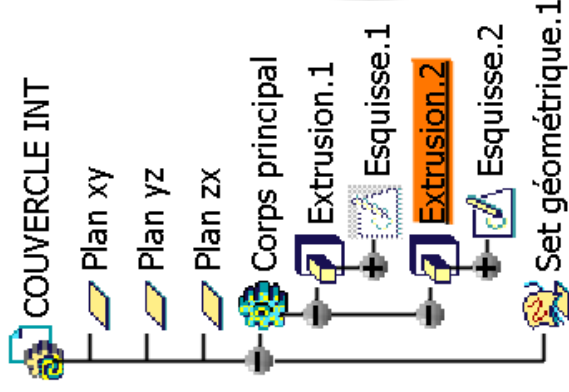 COUVERCLE INT
Plan xy
Plan yz
Plan zx
Corps principal
Extrusion.1
Esquisse.1
Extrusion.2
Esquisse.2
Set géométrique.1